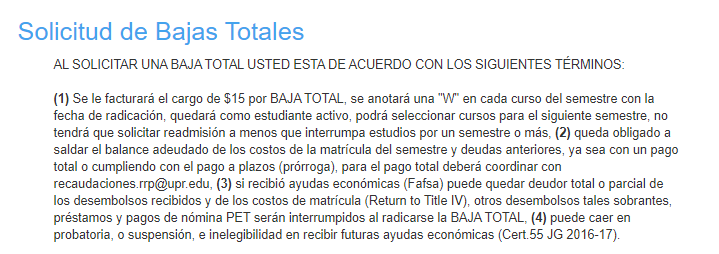 Solicitud de Bajas Totales
AL SOLICITAR UNA BAJA TOTAL USTED ESTA DE ACUERDO CON LOS SIGUIENTES TÉRMINOS:
(1) Se le facturará el cargo de $15 por BAJA TOTAL, se anotará una "W" en cada curso del semestre con la
fecha de radicación, quedará como estudiante activo, podrá seleccionar cursos para el siguiente semestre, no
tendrá que solicitar readmisión a menos que interrumpa estudios por un semestre o más, (2) queda obligado a
saldar el balance adeudado de los costos de la matrícula del semestre y deudas anteriores, ya sea con un pago
total o cumpliendo con el pago a plazos (prórroga), para el pago total deberá coordinar con
recaudaciones.rrp@upr.edu, (3) si recibió ayudas económicas (Fafsa) puede quedar deudor total o parcial de
los desembolsos recibidos y de los costos de matrícula (Return to Title IV), otros desembolsos tales sobrantes,
préstamos y pagos de nómina PET serán interrumpidos al radicarse la BAJA TOTAL, (4) puede caer en
probatoria, o suspensión, e inelegibilidad en recibir futuras ayudas económicas (Cert.55 JG 2016-17).